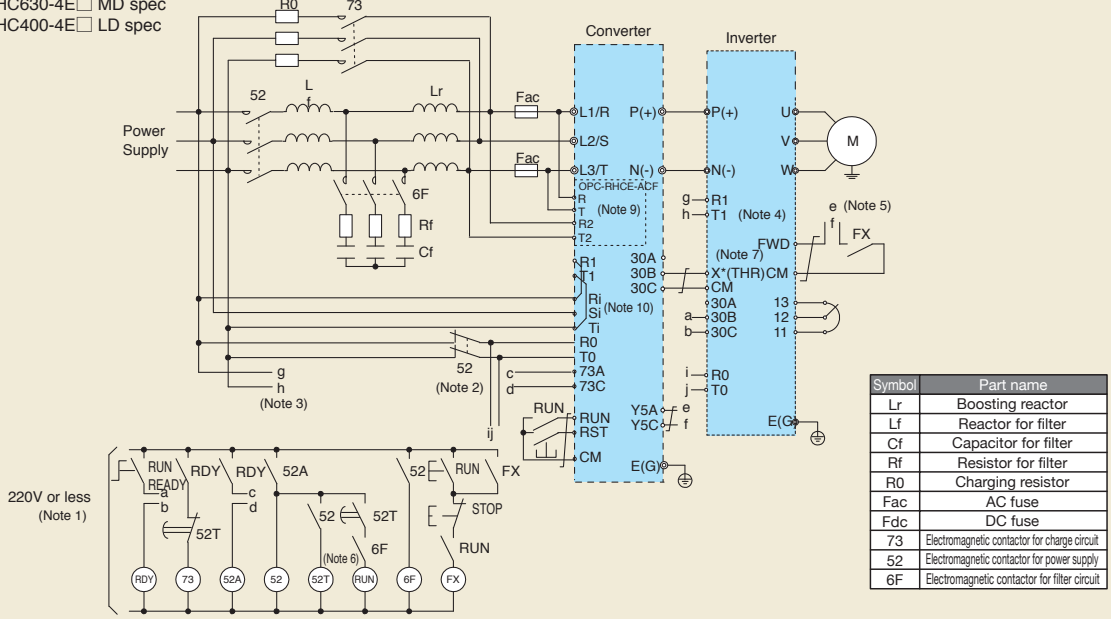 HC630-4E□ MD spec
HC400-4E□ LD spec
R0
73
Converter
Inverter
52
L
f
Lr
Fac
L1/R
P(+)
P(+)
U
Power
Supply
L2/S
V
M
Fac
L3/T
N(-)
N(-)
W
OPC-RHCE-ACF
6F
R
T
(Note 9)
R2
T2
Rf
Cf
g
R1
h
T1
(Note 4)
e
(Note 5)
f
FX
FWD
(Note 7)
R1
T1
30A
30B
30C
X*(THR)
CM
CM
Ri
Si
Ti
(Note 10)
30A
a
30B
b
30C
13
12
11
R0
T0
52
(Note 2)
g
h
(Note 3)
c
73A
d
73C
i
R0
j
T0
ij
RUN
RUN
RST
CM
Y5A
e
Y5C
f
E(G)
E(G)
220V or less
(Note 1)
RUN
READY
RDY
RDY
52A
52
RUN
FX
a
b
c
d
52T
52
52T
STOP
(Note 6)
6F
RUN
RDY
73
52A
52
52T
RUN
6F
FX
Symbol Part name
Lr Boosting reactor
Lf Reactor for filter
Cf Capacitor for filter
Rf Resistor for filter
R0 Charging resistor
Fac AC fuse
Fdc DC fuse
73 Electromagnetic contactor for charge circuit
52 Electromagnetic contactor for power supply
6F Electromagnetic contactor for filter circuit